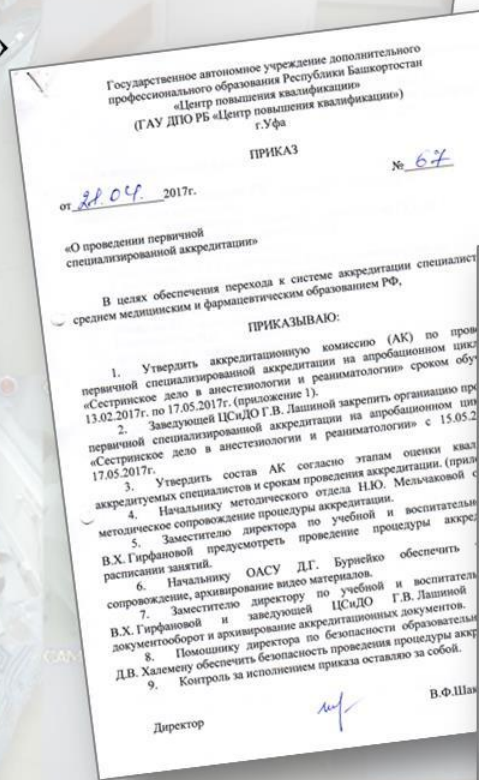 Государственное автономное учреждение дополнительного
профессионального образования Республики Башкортостан
«Центр повышения квалификации»
(ГАУ ДПО РБ «Центр повышения квалификации»)
г.Уфа
ПРИКАЗ
от 21.04. 2017г.
№ 67
«О проведении первичной
специализированной аккредитации»
В целях обеспечения перехода к системе аккредитации специалист
среднем медицинским и фармацевтическим образованием РФ,
ПРИКАЗЫВАЮ:
1. Утвердить аккредитационную комиссию (АК) по пров
первичной специализированной аккредитации на апробационном цикл
«Сестринское дело в анестезиологии и реаниматологии» сроком обу
13.02.2017г. по 17.05.2017г. (приложение 1).
2. Заведующей ЦСиДО Г.В. Лашиной закрепить организацию про
первичной специализированной аккредитации на апробационном ци
«Сестринское дело в анестезиологии и реаниматологии» с 15.05.2
17.05.2017г.
3. Утвердить состав АК согласно этапам оценки квал
аккредитуемых специалистов и срокам проведения аккредитации. (прил
4. Начальнику методического отдела Н.Ю. Мельчаковой о
методическое сопровождение процедуры аккредитации.
5. Заместителю директора по учебной и воспитательн
В.Х. Гирфановой предусмотреть проведение процедуры аккред
расписании занятий.
6. Начальнику ОАСУ Д.Г. Бурнейко обеспечить
сопровождение, архивирование видео материалов.
7. Заместителю директору по учебной и воспитатель
В.Х. Гирфановой и заведующей ЦСиДО Г.В. Лашиной
документооборот и архивирование аккредитационных документов.
8. Помощнику директора по безопасности образовательн
Д.В. Халемену обеспечить безопасность проведения процедуры аккр
9. Контроль за исполнением приказа оставляю за собой.
Директор
В.Ф.Шак